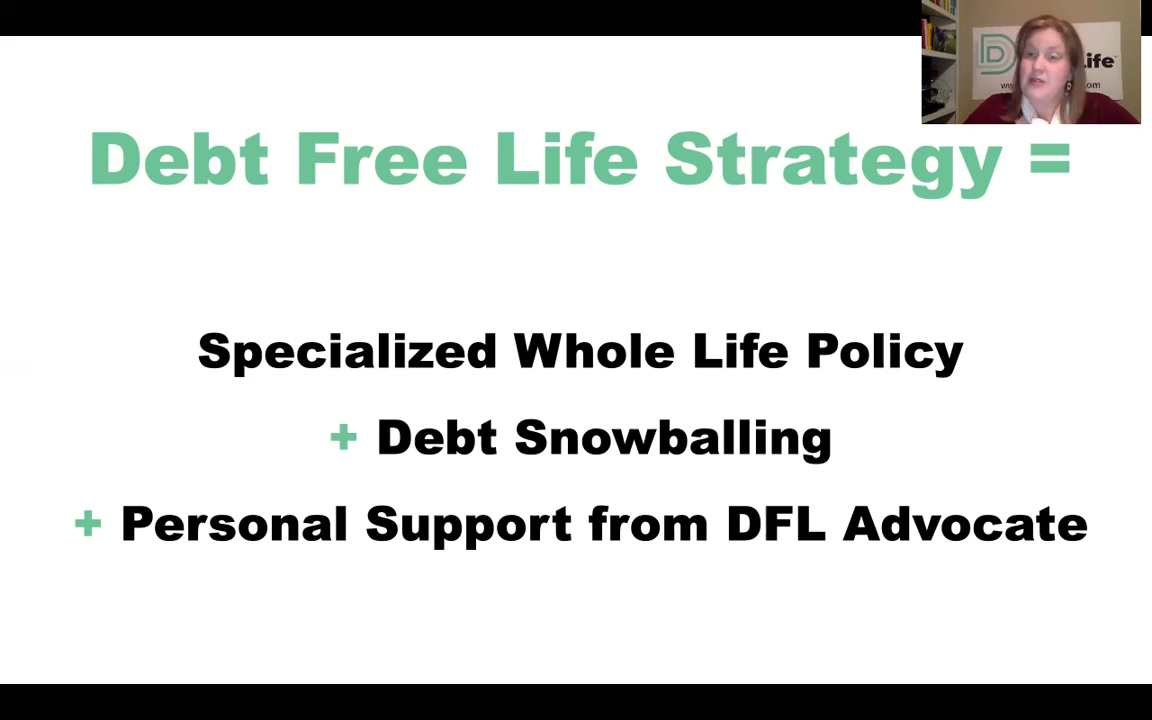 Debt Free Life Strategy =
Specialized Whole Life Policy
+ Debt Snowballing
+ Personal Support from DFL Advocate